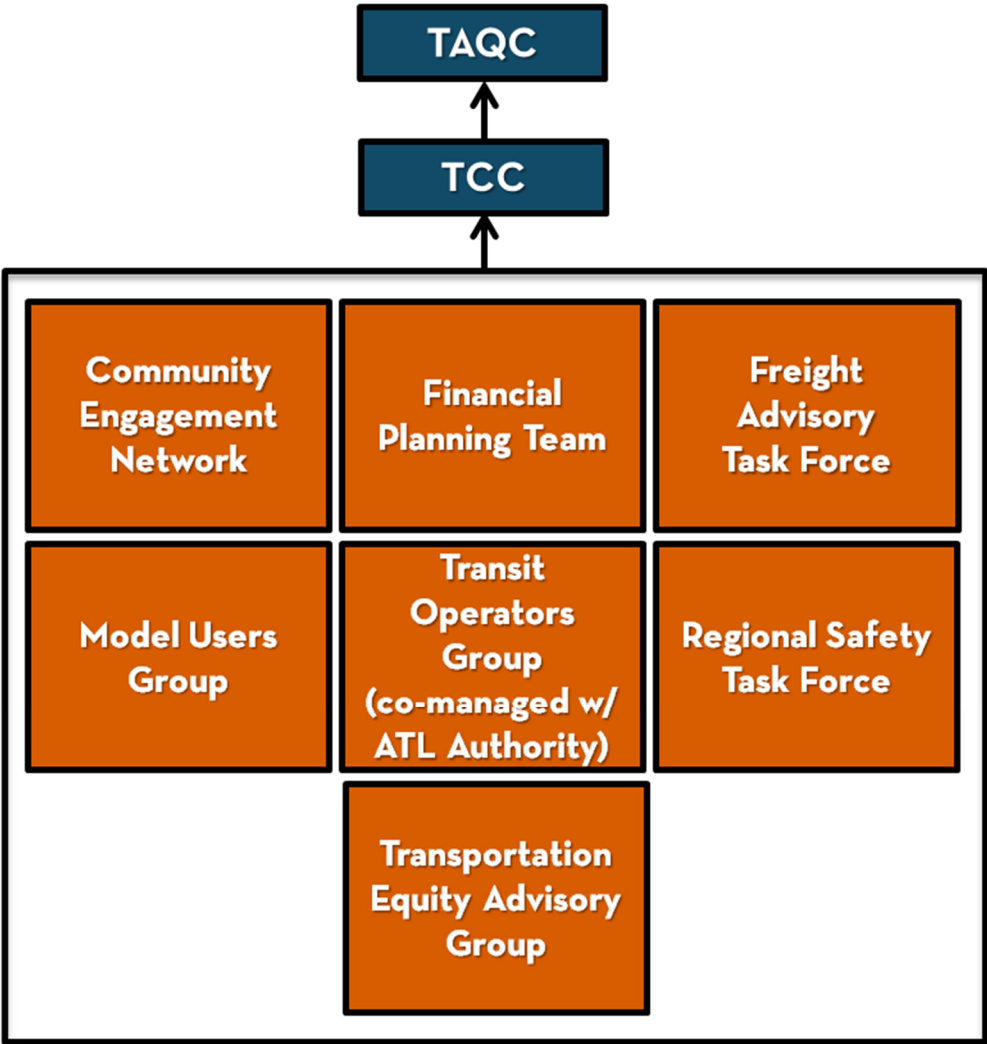 TAQC
TCC
Community
Engagement
Network
Financial
Planning Team
Freight
Advisory
Task Force
Model Users
Group
Transit
Operators
Group
(co-managed w/
ATL Authority)
Regional Safety
Task Force
Transportation
Equity Advisory
Group